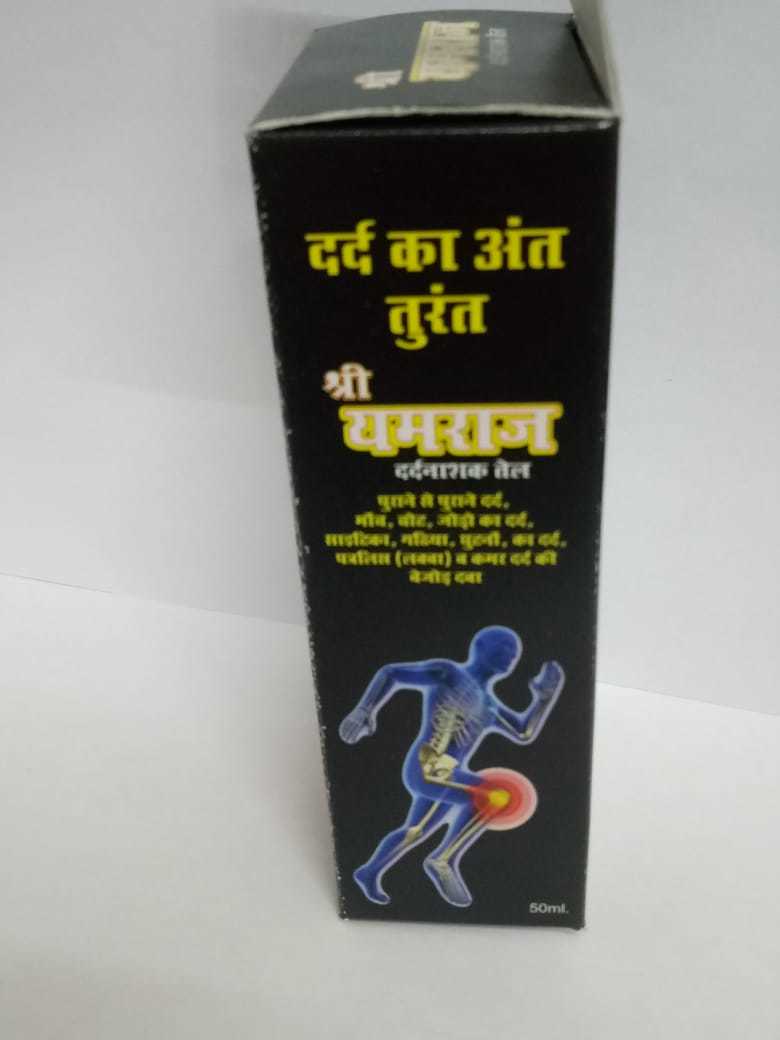 दर्द का अंत
तुरंत
श्री
यमराज
दर्दनाशक तेल
पुराने से पुराने दर्द,
मौच, चोट, जोड़ो का दर्द,
साइटिका, गठिया, घुटनों, का दर्द,
(लकवा) व कमर दर्द की
बेजोड़ दवा
50ml.